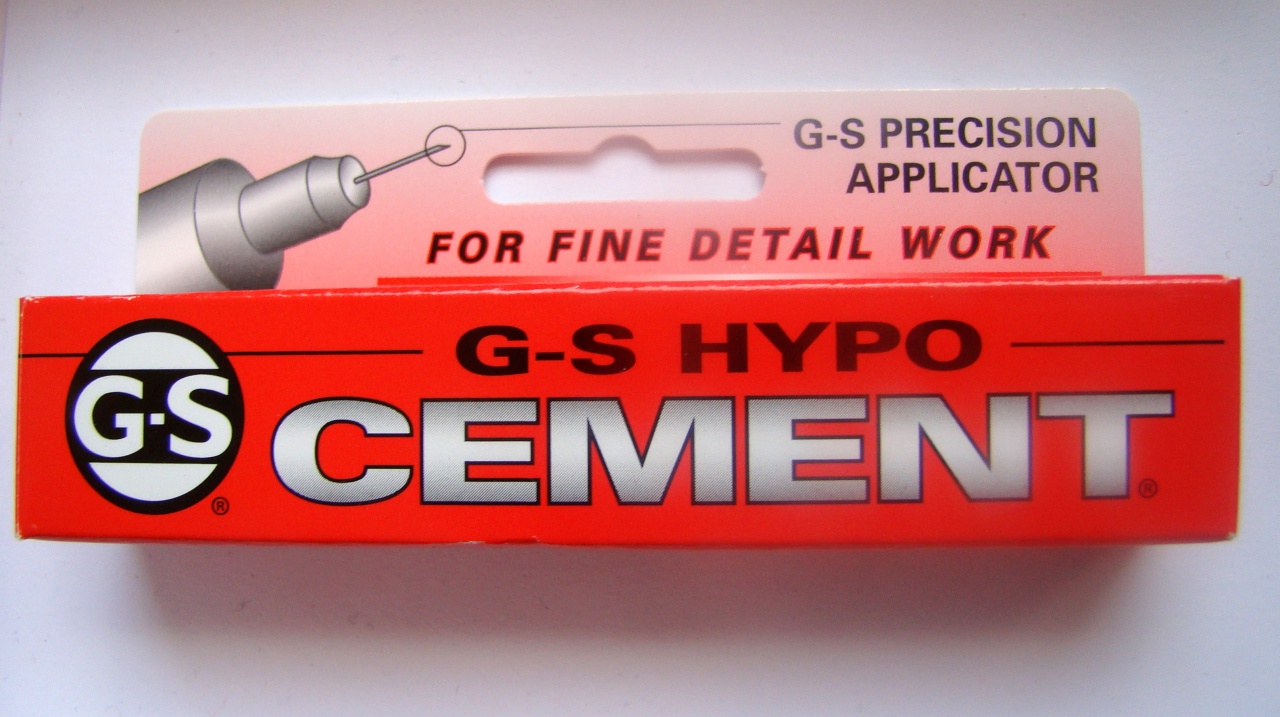 G-S PRECISION
APPLICATOR
FOR FINE DETAIL WORK
G-S HYPO
G·S ®
CEMENT ®